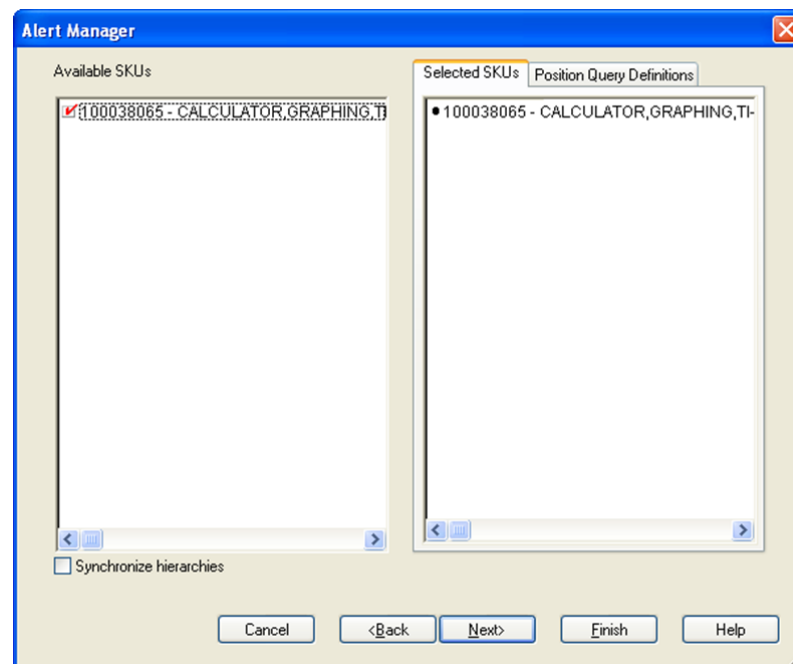 Alert Manager
Available SKUs
Selected SKUs
Position Query Definitions
100038065 - CALCULATOR,GRAPHING,TI
100038065 - CALCULATOR,GRAPHING,TI-
Synchronize hierarchies
Cancel
<Back
Next>
Finish
Help